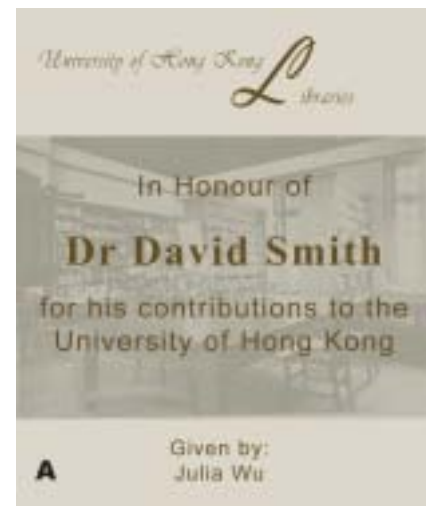 University of Hong Kong
Libraries
In Honour of
Dr David Smith
for his contributions to the
University of Hong Kong
Given by:
Julia Wu
A